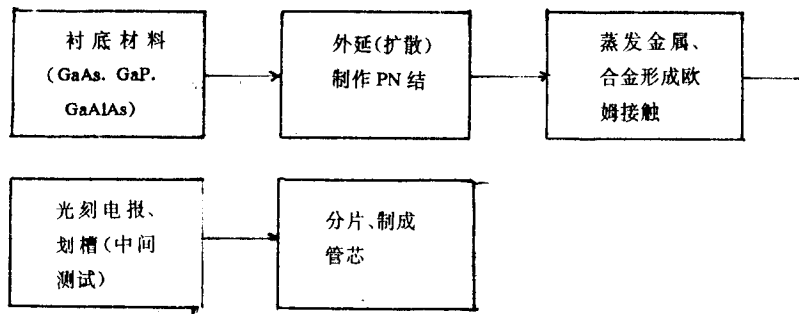 衬底材料
(GaAs. GaP.
GaAlAs)
外延(扩散)
制作 PN 结
蒸发金属、
合金形成欧
姆接触
光刻电报、
划槽(中间
测试)
分片、制成
管芯